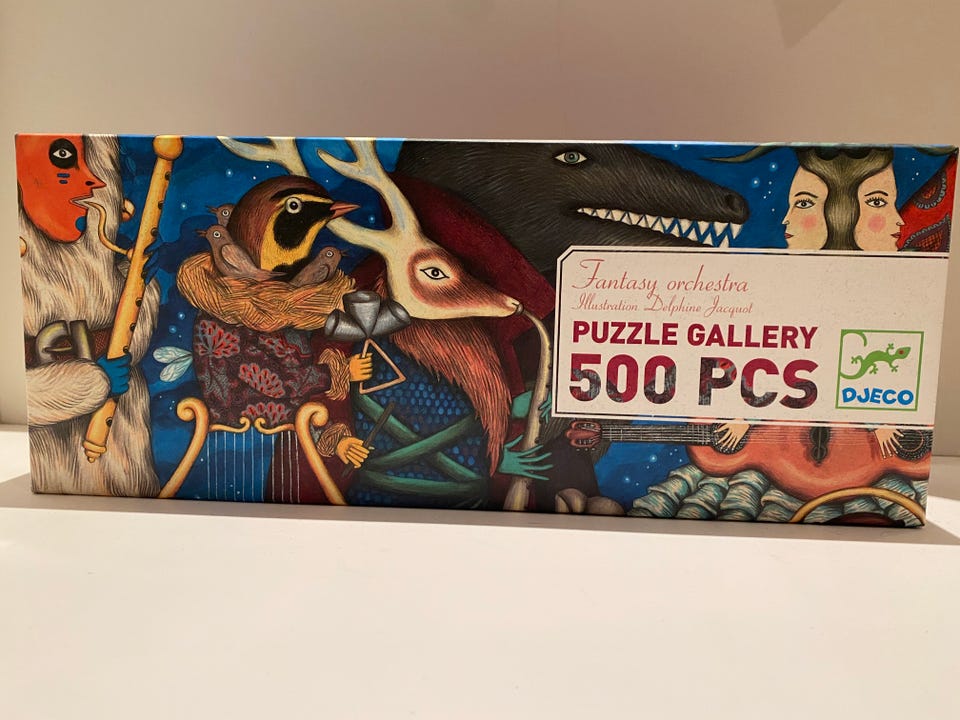 Fantasy orchestra
Illustration Delphine Jacquot
PUZZLE GALLERY
500 PCS
DJECO